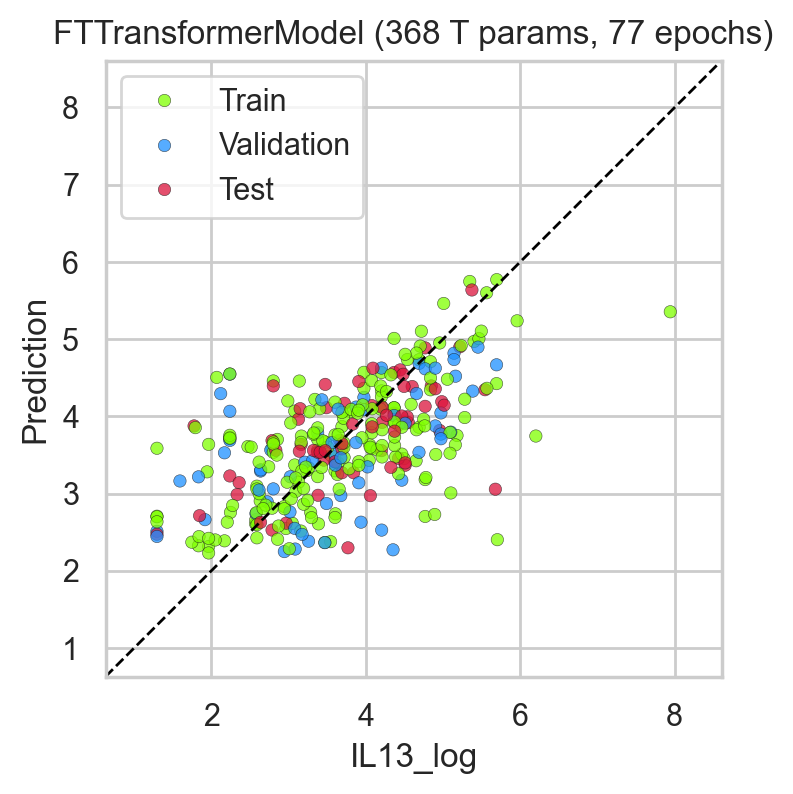 FTTransformerModel (368 T params, 77 epochs)
Train
Validation
Test
8
7
6
5
4
3
2
1
Prediction
2 4 6 8
IL13_log